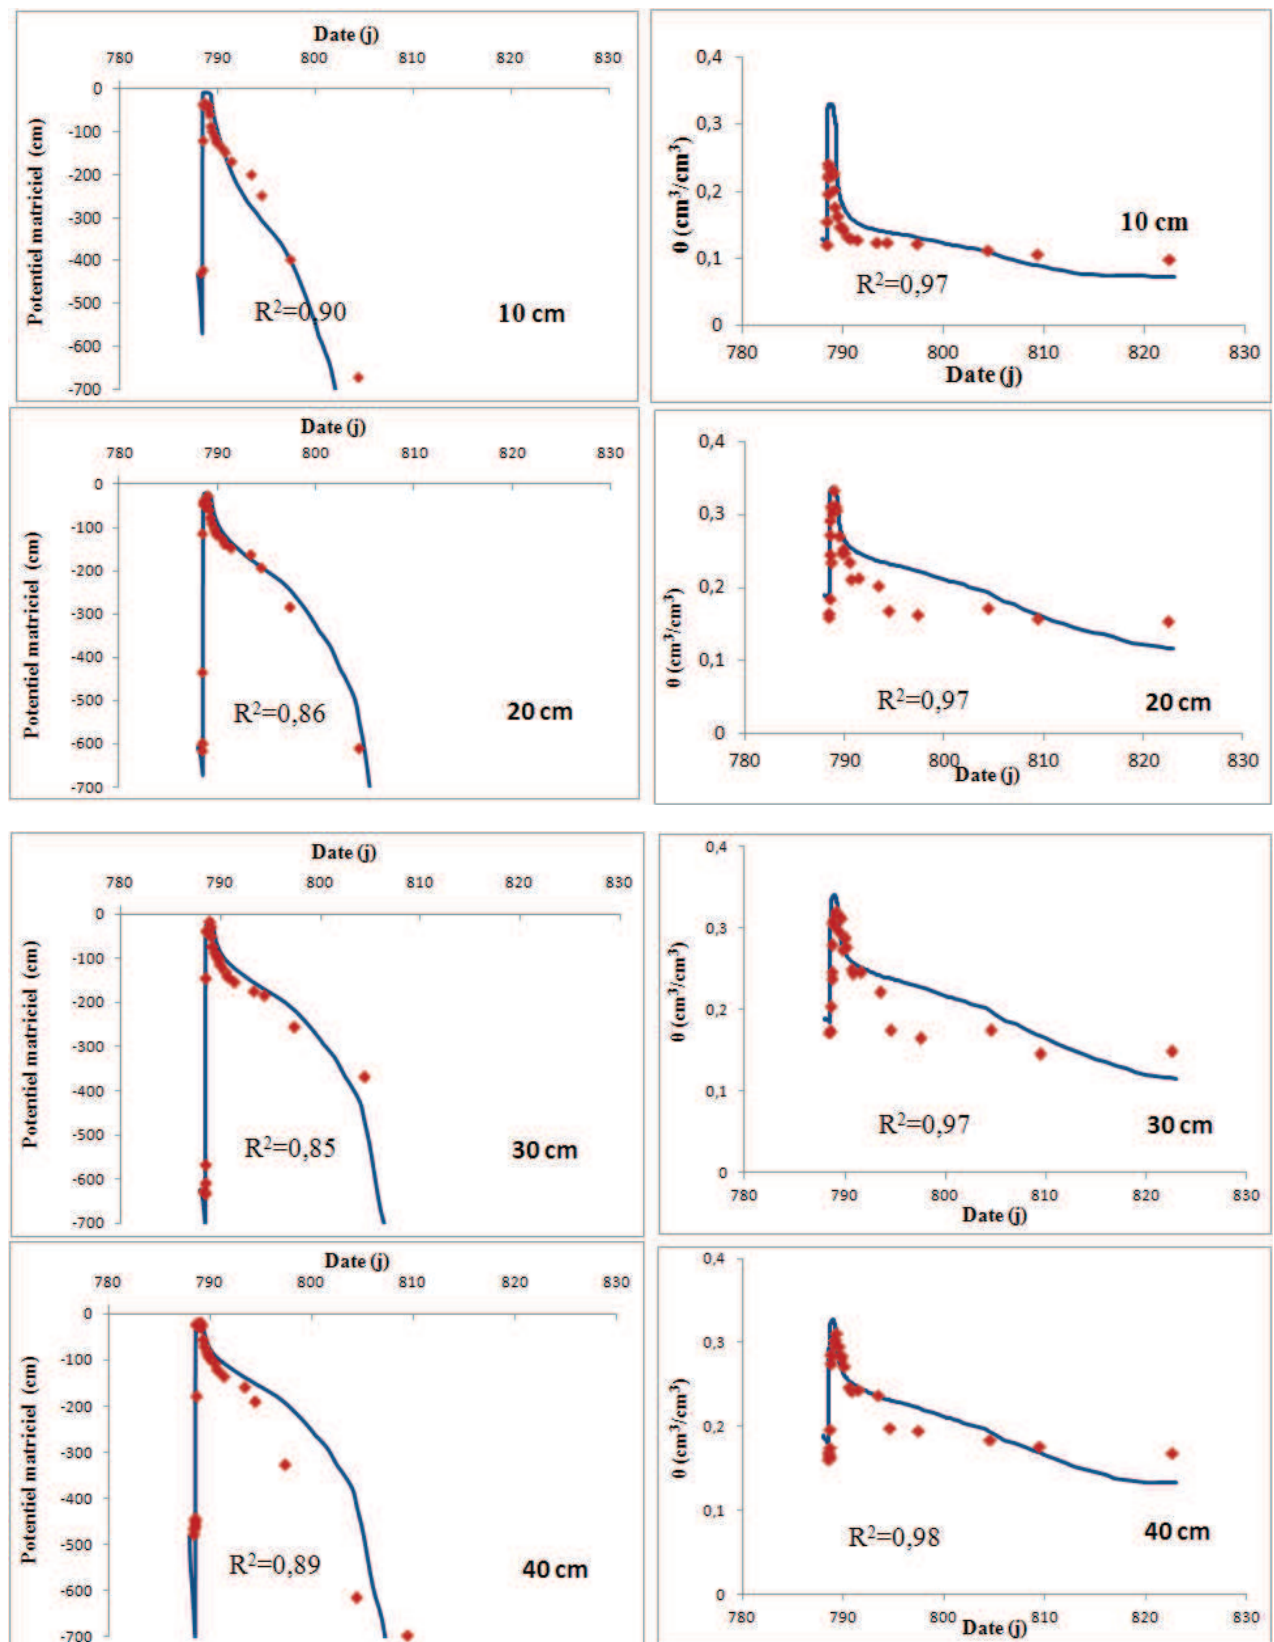 Date (j)
780 790 800 810 820 830
0
-100
-200
-300
-400
-500
-600
-700
Potentiel matriciel (cm)
R²=0,90
10 cm
0,4
0,3
0,2
0,1
0
θ (cm³/cm³)
10 cm
R²=0,97
780 790 800 810 820 830
Date (j)
Date (j)
780 790 800 810 820 830
0
-100
-200
-300
-400
-500
-600
-700
Potentiel matriciel (cm)
R²=0,86
20 cm
0,4
0,3
0,2
0,1
0
θ (cm³/cm³)
R²=0,97
20 cm
780 790 800 810 820 830
Date (j)
Date (j)
780 790 800 810 820 830
0
-100
-200
-300
-400
-500
-600
-700
Potentiel matriciel (cm)
R²=0,85
30 cm
0,4
0,3
0,2
0,1
0
θ (cm³/cm³)
R²=0,97
30 cm
780 790 800 810 820 830
Date (j)
Date (j)
780 790 800 810 820 830
0
-100
-200
-300
-400
-500
-600
-700
Potentiel matriciel (cm)
R²=0,89
40 cm
0,4
0,3
0,2
0,1
0
θ (cm³/cm³)
R²=0,98
40 cm
780 790 800 810 820 830
Date (j)